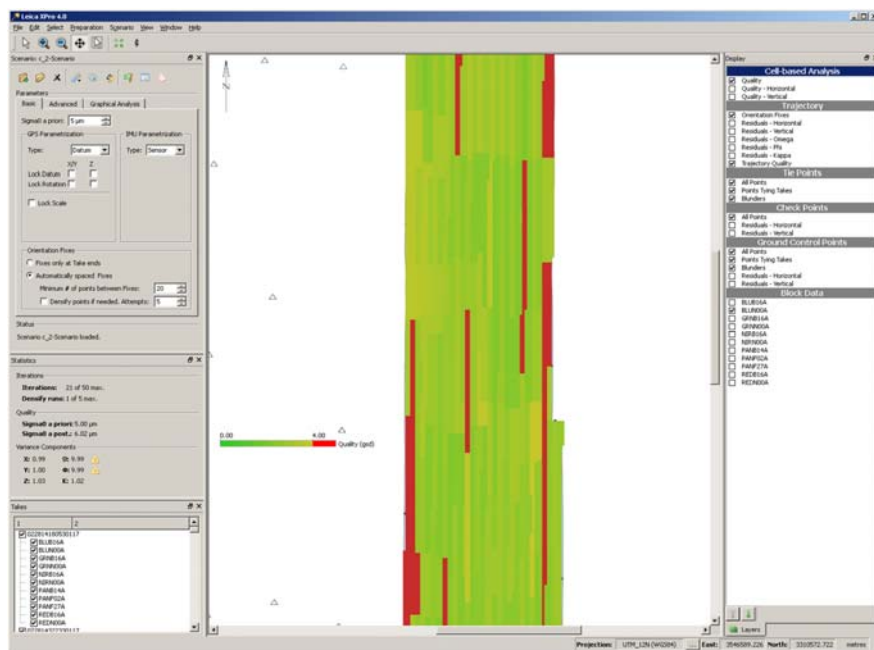 Leica XPro 4.0
File Edit Select Preparation Scenario View Window Help
Scenario: c_2-Scenario
Parameters
Basic Advanced Graphical Analysis
Sigma0 a priori: 5 µm
GPS Parametrization
Type: Datum
X/Y Z
Lock Datum
Lock Rotation
Lock Scale
IMU Parametrization
Type: Sensor
Orientation Fixes
Fixes only at Take ends
Automatically spaced Fixes
Minimum # of points between Fixes: 20
Densify points if needed. Attempts: 5
Status
Scenario c_2-Scenario loaded.
Statistics
Iterations
Iterations: 21 of 50 max.
Densify runs: 1 of 5 max.
Quality
Sigma0 a priori: 5.00 µm
Sigma0 a post.: 6.02 µm
Variance Components
X: 0.99 Ω: 9.99
Y: 1.00 Φ: 9.99
Z: 1.03 K: 1.02
Takes
1 2
BLUB16A
BLUN00A
GRNB16A
GRNN00A
NIRB16A
NIRN00A
PANB14A
PANF02A
PANF27A
REDB16A
REDN00A
N
0.00 4.00
Quality (gsd)
Display
Cell-based Analysis
Quality
Quality - Horizontal
Quality - Vertical
Trajectory
Orientation Fixes
Residuals - Horizontal
Residuals - Vertical
Residuals - Omega
Residuals - Phi
Residuals - Kappa
Trajectory Quality
Tie Points
All Points
Points Tying Takes
Blunders
Check Points
All Points
Residuals - Horizontal
Residuals - Vertical
Ground Control Points
All Points
Points Tying Takes
Blunders
Residuals - Horizontal
Residuals - Vertical
Block Data
BLUB16A
BLUN00A
GRNB16A
GRNN00A
NIRB16A
NIRN00A
PANB14A
PANF02A
PANF27A
REDB16A
REDN00A
Layers
Projection: UTM_12N (WGS84) ... East: 3546589.226 North: 3310572.722 metres